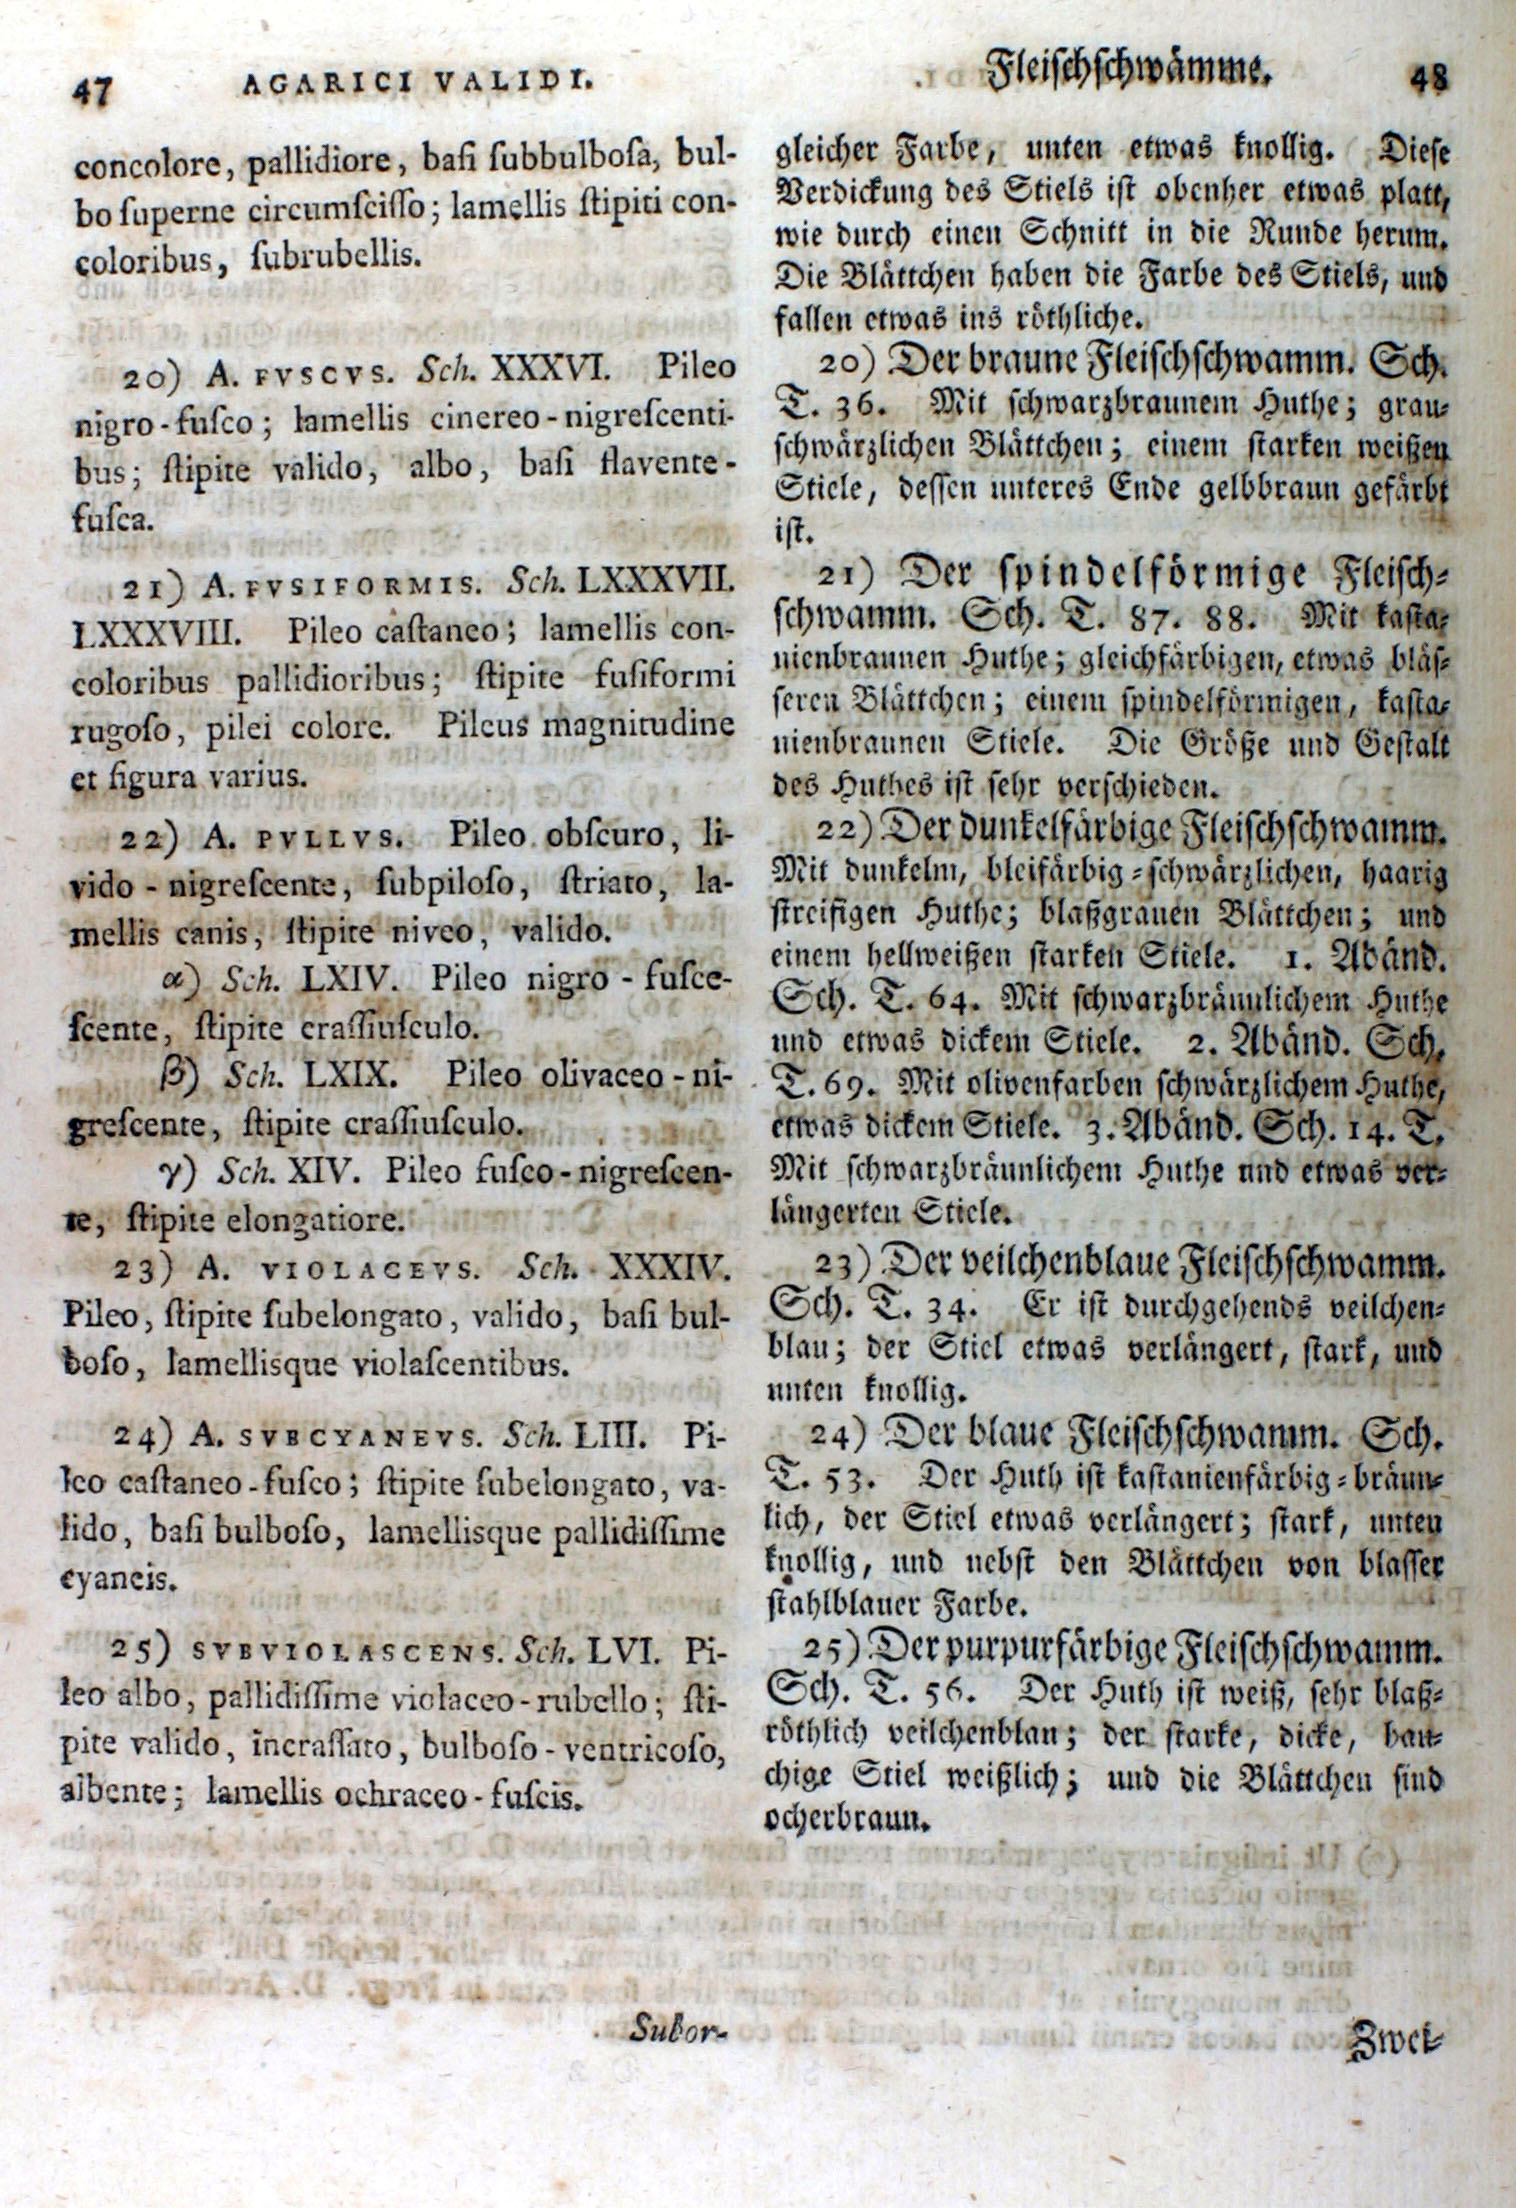 47 AGARICI VALIDI.
concolore, pallidiore, baſi ſubbulboſa, bul-
bo ſuperne circumſciſſo; lamellis ſtipiti con-
coloribus, ſubrubellis.
20) A. FVSCVS. Sch. XXXVI. Pileo
nigro-fuſco; lamellis cinereo-nigreſcenti-
bus; ſtipite valido, albo, baſi flavente-
fuſca.
21) A. FVSIFORMIS. Sch. LXXXVII.
LXXXVIII. Pileo caſtaneo; lamellis con-
coloribus pallidioribus; ſtipite fuſiformi
rugoſo, pilei colore. Pileus magnitudine
et figura varius.
22) A. PVLLVS. Pileo obſcuro, li-
vido-nigreſcente, ſubpiloſo, ſtriato, la-
mellis canis, ſtipite niveo, valido.
α) Sch. LXIV. Pileo nigro-fuſce-
ſcente, ſtipite craſſiuſculo.
β) Sch. LXIX. Pileo olivaceo-ni-
greſcente, ſtipite craſſiuſculo.
γ) Sch. XIV. Pileo fuſco-nigreſcen-
te, ſtipite elongatiore.
23) A. VIOLACEVS. Sch. XXXIV.
Pileo, ſtipite ſubelongato, valido, baſi bul-
boſo, lamellisque violaſcentibus.
24) A. SVBCYANEVS. Sch. LIII. Pi-
leo caſtaneo-fuſco; ſtipite ſubelongato, va-
lido, baſi bulboſo, lamellisque pallidiſſime
cyaneis.
25) SVBVIOLASCENS. Sch. LVI. Pi-
leo albo, pallidiſſime violaceo-rubello; ſti-
pite valido, incraſſato, bulboſo-ventricoſo,
albente; lamellis ochraceo-fuſcis.
Subor-
Fleiſchſchwämme. 48
gleicher Farbe, unten etwas knollig. Dieſe
Verdickung des Stiels iſt obenher etwas platt,
wie durch einen Schnitt in die Runde herum.
Die Blättchen haben die Farbe des Stiels, und
fallen etwas ins röthliche.
20) Der braune Fleiſchſchwamm. Sch.
T. 36. Mit ſchwarzbraunem Huthe; grau-
ſchwärzlichen Blättchen; einem ſtarken weißen
Stiele, deſſen unteres Ende gelbbraun gefärbt
iſt.
21) Der ſpindelförmige Fleiſch-
ſchwamm. Sch. T. 87. 88. Mit kaſta-
nienbraunen Huthe; gleichfärbigen, etwas bläſ-
ſeren Blättchen; einem ſpindelförmigen, kaſta-
nienbraunen Stiele. Die Größe und Geſtalt
des Huthes iſt ſehr verſchieden.
22) Der dunkelfärbige Fleiſchſchwamm.
Mit dunkelm, bleifärbig-ſchwärzlichen, haarig
ſtreifigen Huthe; blaßgrauen Blättchen; und
einem hellweißen ſtarken Stiele. 1. Abänd.
Sch. T. 64. Mit ſchwarzbräunlichem Huthe
und etwas dickem Stiele. 2. Abänd. Sch.
T. 69. Mit olivenfarben ſchwärzlichem Huthe,
etwas dickem Stiele. 3. Abänd. Sch. 14. T.
Mit ſchwarzbräunlichem Huthe und etwas ver-
längerten Stiele.
23) Der veilchenblaue Fleiſchſchwamm.
Sch. T. 34. Er iſt durchgehends veilchen-
blau; der Stiel etwas verlängert, ſtark, und
unten knollig.
24) Der blaue Fleiſchſchwamm. Sch.
T. 53. Der Huth iſt kaſtanienfärbig-bräun-
lich, der Stiel etwas verlängert; ſtark, unten
knollig, und nebſt den Blättchen von blaſſer
ſtahlblauer Farbe.
25) Der purpurfärbige Fleiſchſchwamm.
Sch. T. 56. Der Huth iſt weiß, ſehr blaß-
röthlich veilchenblau; der ſtarke, dicke, bau-
chige Stiel weißlich; und die Blättchen ſind
ocherbraun.
Zwei-